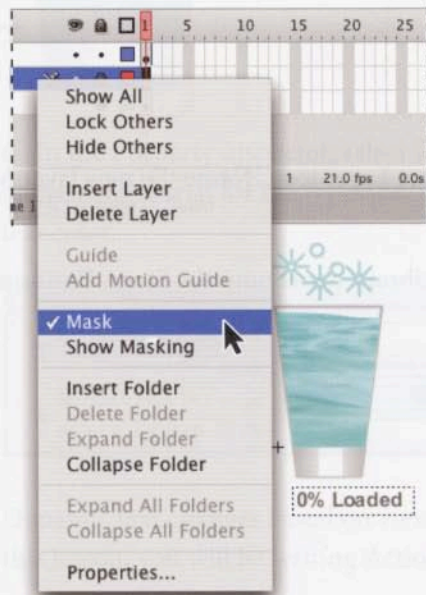 1 5 10 15 20 25
Show All
Lock Others
Hide Others
1 21.0 fps 0.0s
Insert Layer
Delete Layer
Guide
Add Motion Guide
✓ Mask
Show Masking
Insert Folder
Delete Folder
Expand Folder
Collapse Folder
0% Loaded
Expand All Folders
Collapse All Folders
Properties...